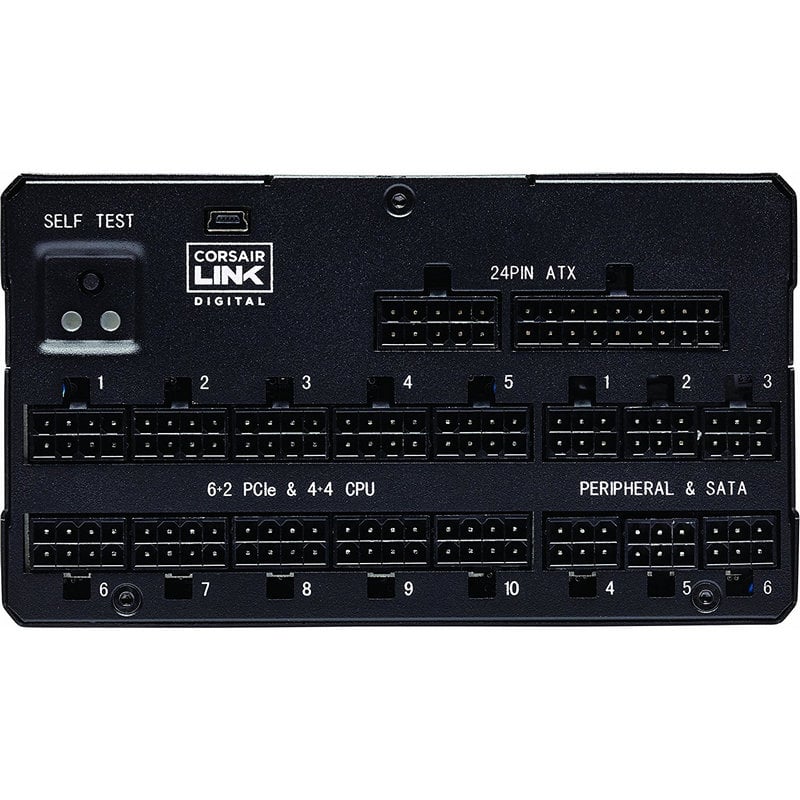 SELF TEST
CORSAIR
LINK
DIGITAL
24PIN ATX
1 2 3 4 5 1 2 3
6+2 PCIe & 4+4 CPU
PERIPHERAL & SATA
6 7 8 9 10 4 5 6